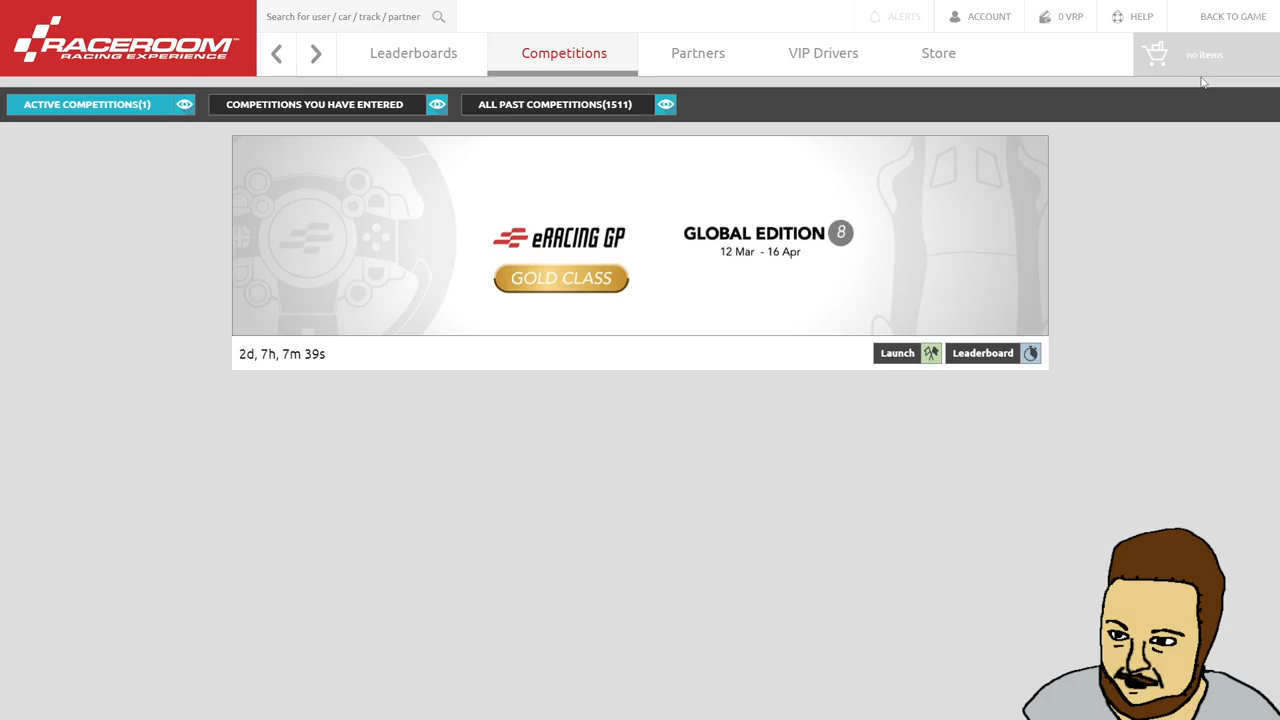 RACEROOM
RACING EXPERIENCE
Search for user / car / track / partner
ALERTS
ACCOUNT
0 VRP
HELP
BACK TO GAME
Leaderboards
Competitions
Partners
VIP Drivers
Store
no items
ACTIVE COMPETITIONS(1)
COMPETITIONS YOU HAVE ENTERED
ALL PAST COMPETITIONS(1511)
eRACING GP
GOLD CLASS
GLOBAL EDITION 8
12 Mar - 16 Apr
2d, 7h, 7m 39s
Launch
Leaderboard